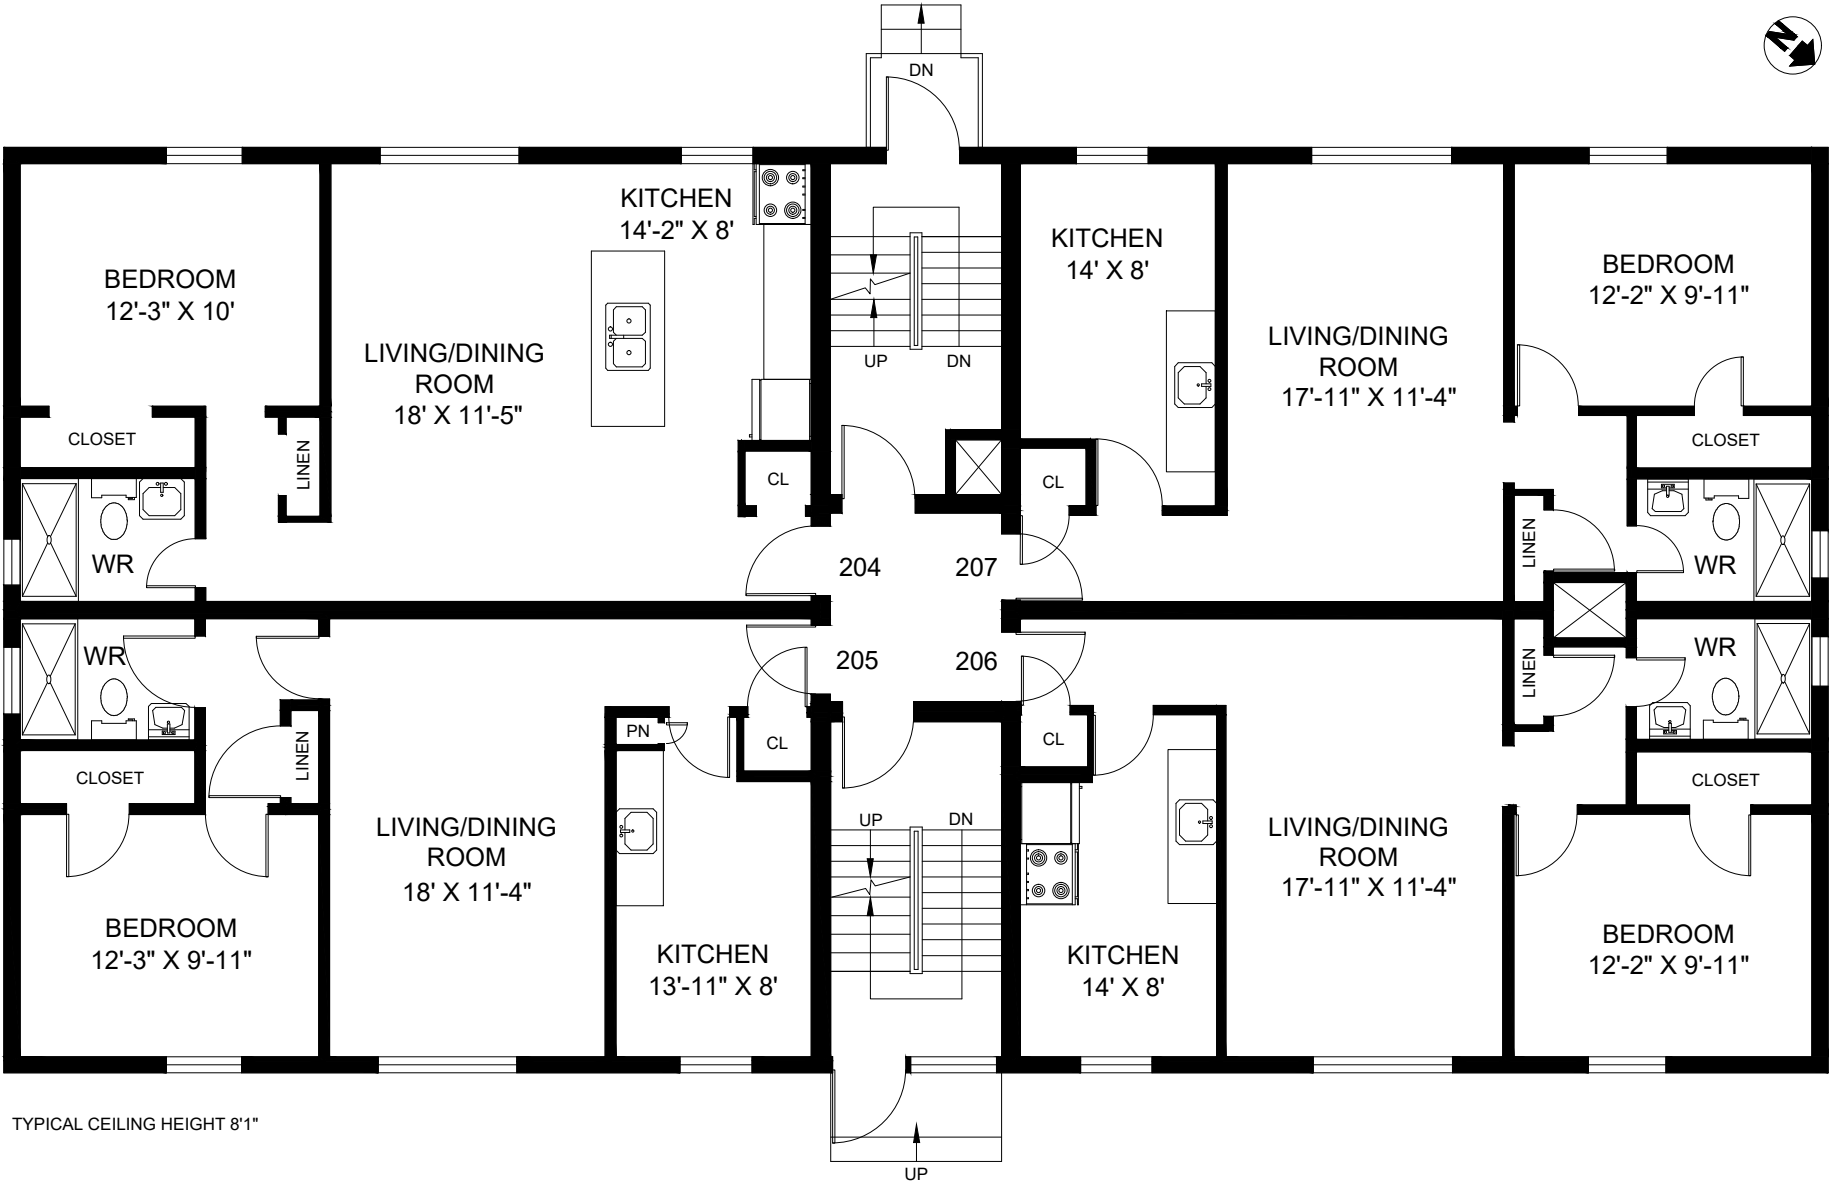 DN
N
KITCHEN
14'-2" X 8'
BEDROOM
12'-3" X 10'
LIVING/DINING
ROOM
18' X 11'-5"
CLOSET
LINEN
WR
CL
UP
DN
204
KITCHEN
14' X 8'
LIVING/DINING
ROOM
17'-11" X 11'-4"
BEDROOM
12'-2" X 9'-11"
CLOSET
CL
LINEN
WR
207
WR
205
PN
CL
LINEN
CLOSET
LIVING/DINING
ROOM
18' X 11'-4"
BEDROOM
12'-3" X 9'-11"
KITCHEN
13'-11" X 8'
UP
DN
206
CL
LINEN
WR
CLOSET
LIVING/DINING
ROOM
17'-11" X 11'-4"
KITCHEN
14' X 8'
BEDROOM
12'-2" X 9'-11"
TYPICAL CEILING HEIGHT 8'1"
UP